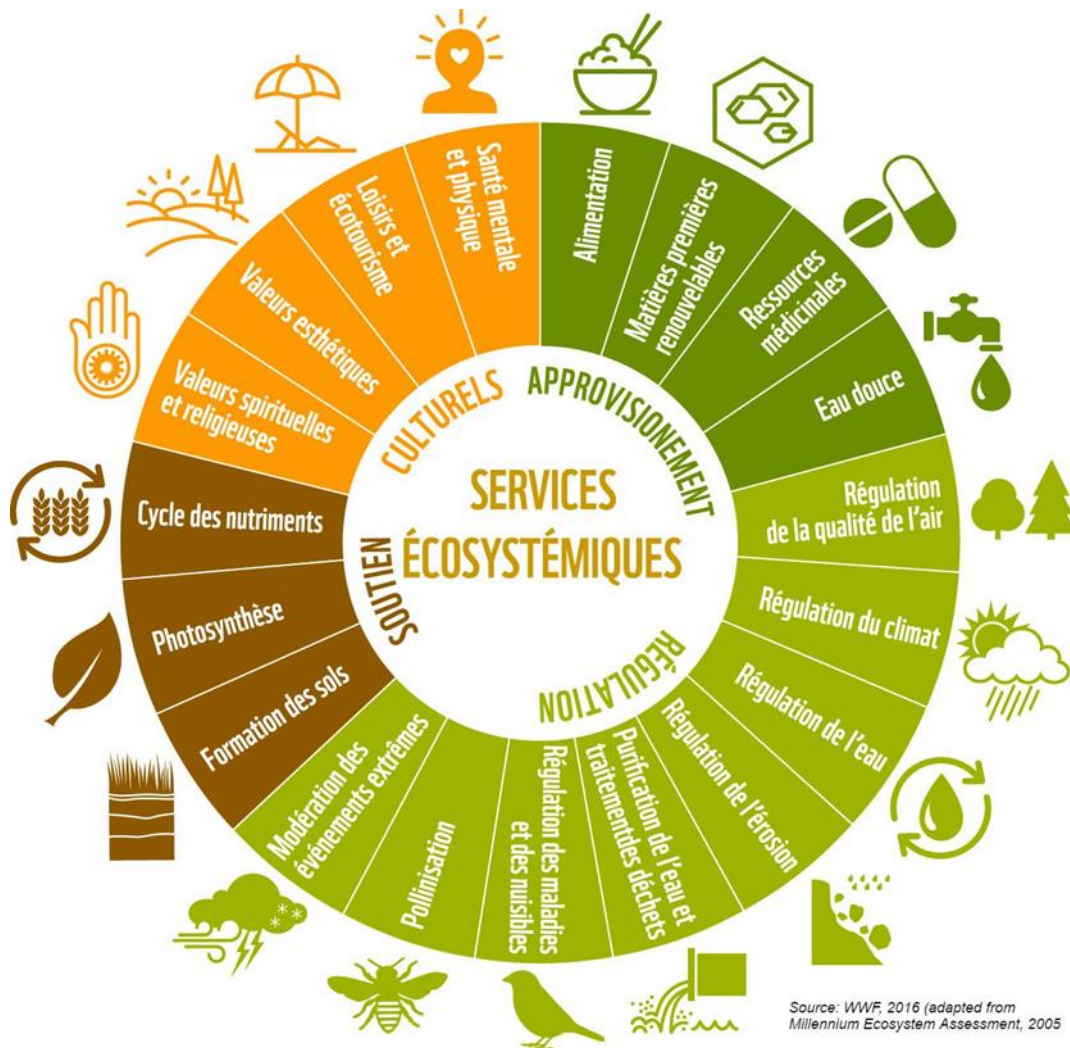 SERVICES
ÉCOSYSTÉMIQUES
APPROVISIONEMENT
Alimentation
Matières premières
renouvelables
Ressources
médicinales
Eau douce
RÉGULATION
Régulation
de la qualité de l'air
Régulation du climat
Régulation de l'eau
Régulation de l'érosion
Purification de l'eau et
traitementdes déchets
Régulation des maladies
et des nuisibles
Pollinisation
Modération des
événements extrêmes
SOUTIEN
Formation des sols
Photosynthèse
Cycle des nutriments
CULTURELS
Valeurs spirituelles
et religieuses
Valeurs esthétiques
Loisirs et
écotourisme
Santé mentale
et physique
Source: WWF, 2016 (adapted from
Millennium Ecosystem Assessment, 2005